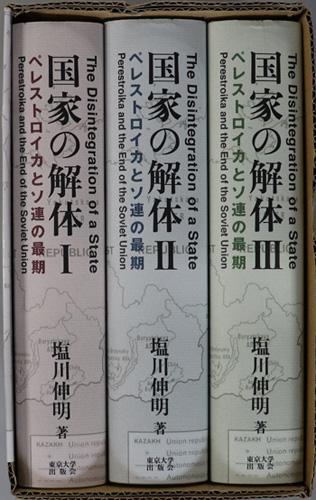 国家の解体 I
ペレストロイカとソ連の最期
The Disintegration of a State
Perestroika and the End of the Soviet Union
塩川伸明 著
KAZAKH
Union republic
東京大学
出版会
国家の解体 II
ペレストロイカとソ連の最期
The Disintegration of a State
Perestroika and the End of the Soviet Union
塩川伸明 著
KAZAKH
Union republ
Autonomous
東京大学
出版会
国家の解体 III
ペレストロイカとソ連の最期
The Disintegration of a State
Perestroika and the End of the Soviet Union
塩川伸明 著
KAZAKH
Union republ
Autonomous
東京大学
出版会